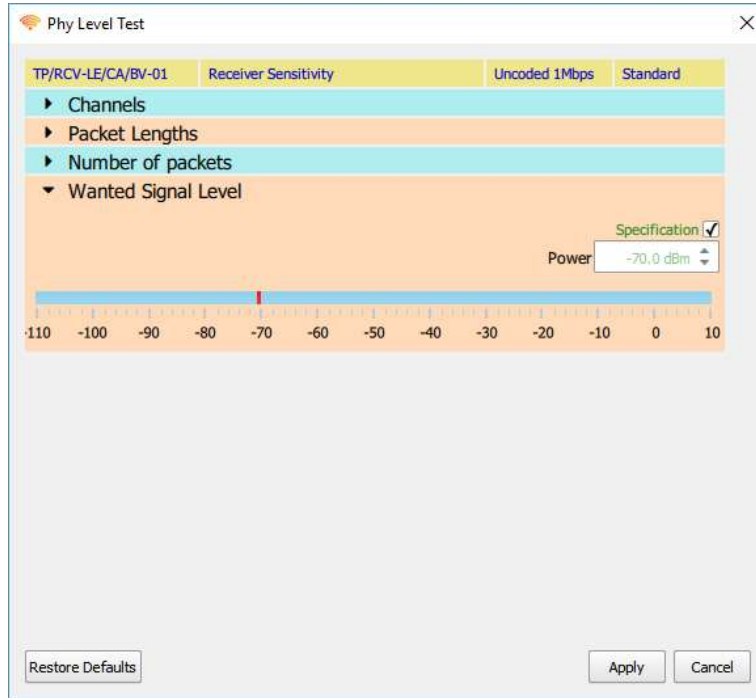 Phy Level Test
TP/RCV-LE/CA/BV-01 Receiver Sensitivity Uncoded 1Mbps Standard
Channels
Packet Lengths
Number of packets
Wanted Signal Level
Specification
Power -70.0 dBm
-110 -100 -90 -80 -70 -60 -50 -40 -30 -20 -10 0 10
Restore Defaults Apply Cancel